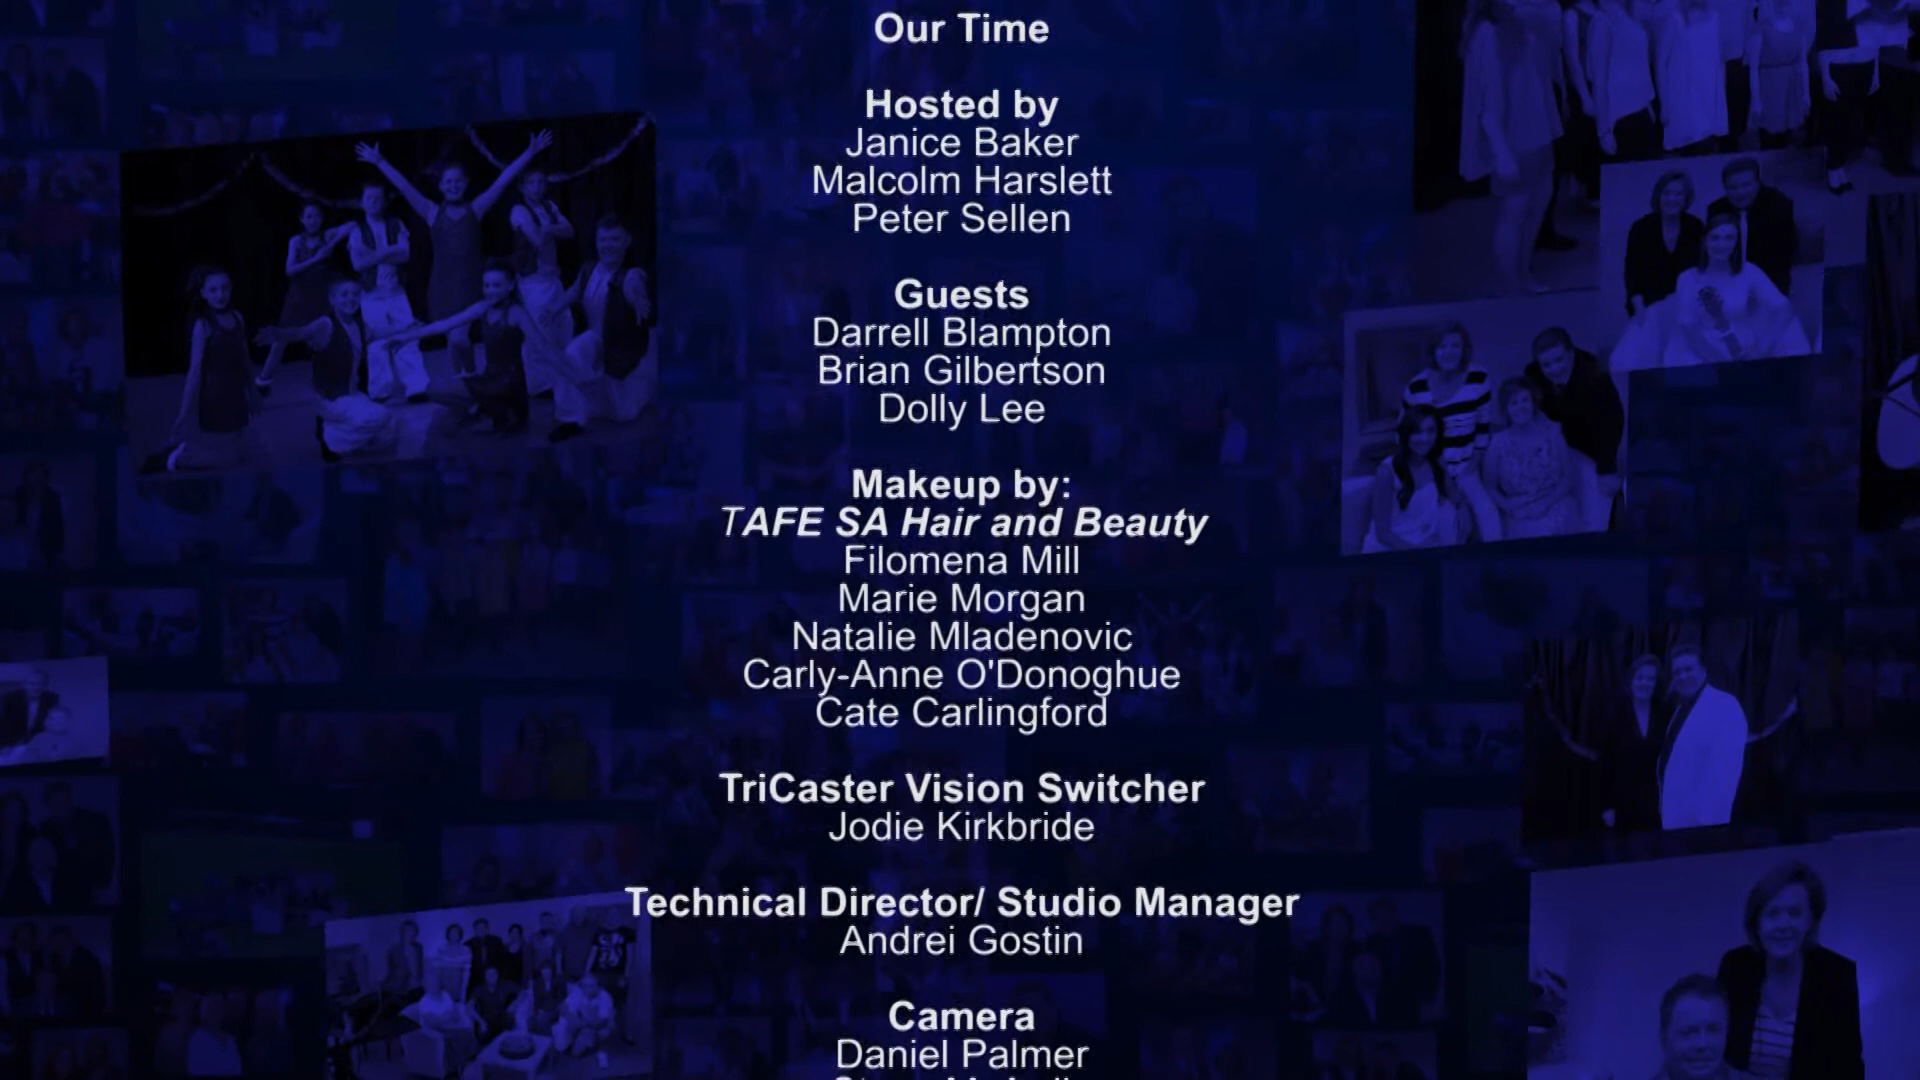 Our Time
Hosted by
Janice Baker
Malcolm Harslett
Peter Sellen
Guests
Darrell Blampton
Brian Gilbertson
Dolly Lee
Makeup by:
TAFE SA Hair and Beauty
Filomena Mill
Marie Morgan
Natalie Mladenovic
Carly-Anne O'Donoghue
Cate Carlingford
TriCaster Vision Switcher
Jodie Kirkbride
Technical Director/ Studio Manager
Andrei Gostin
Camera
Daniel Palmer